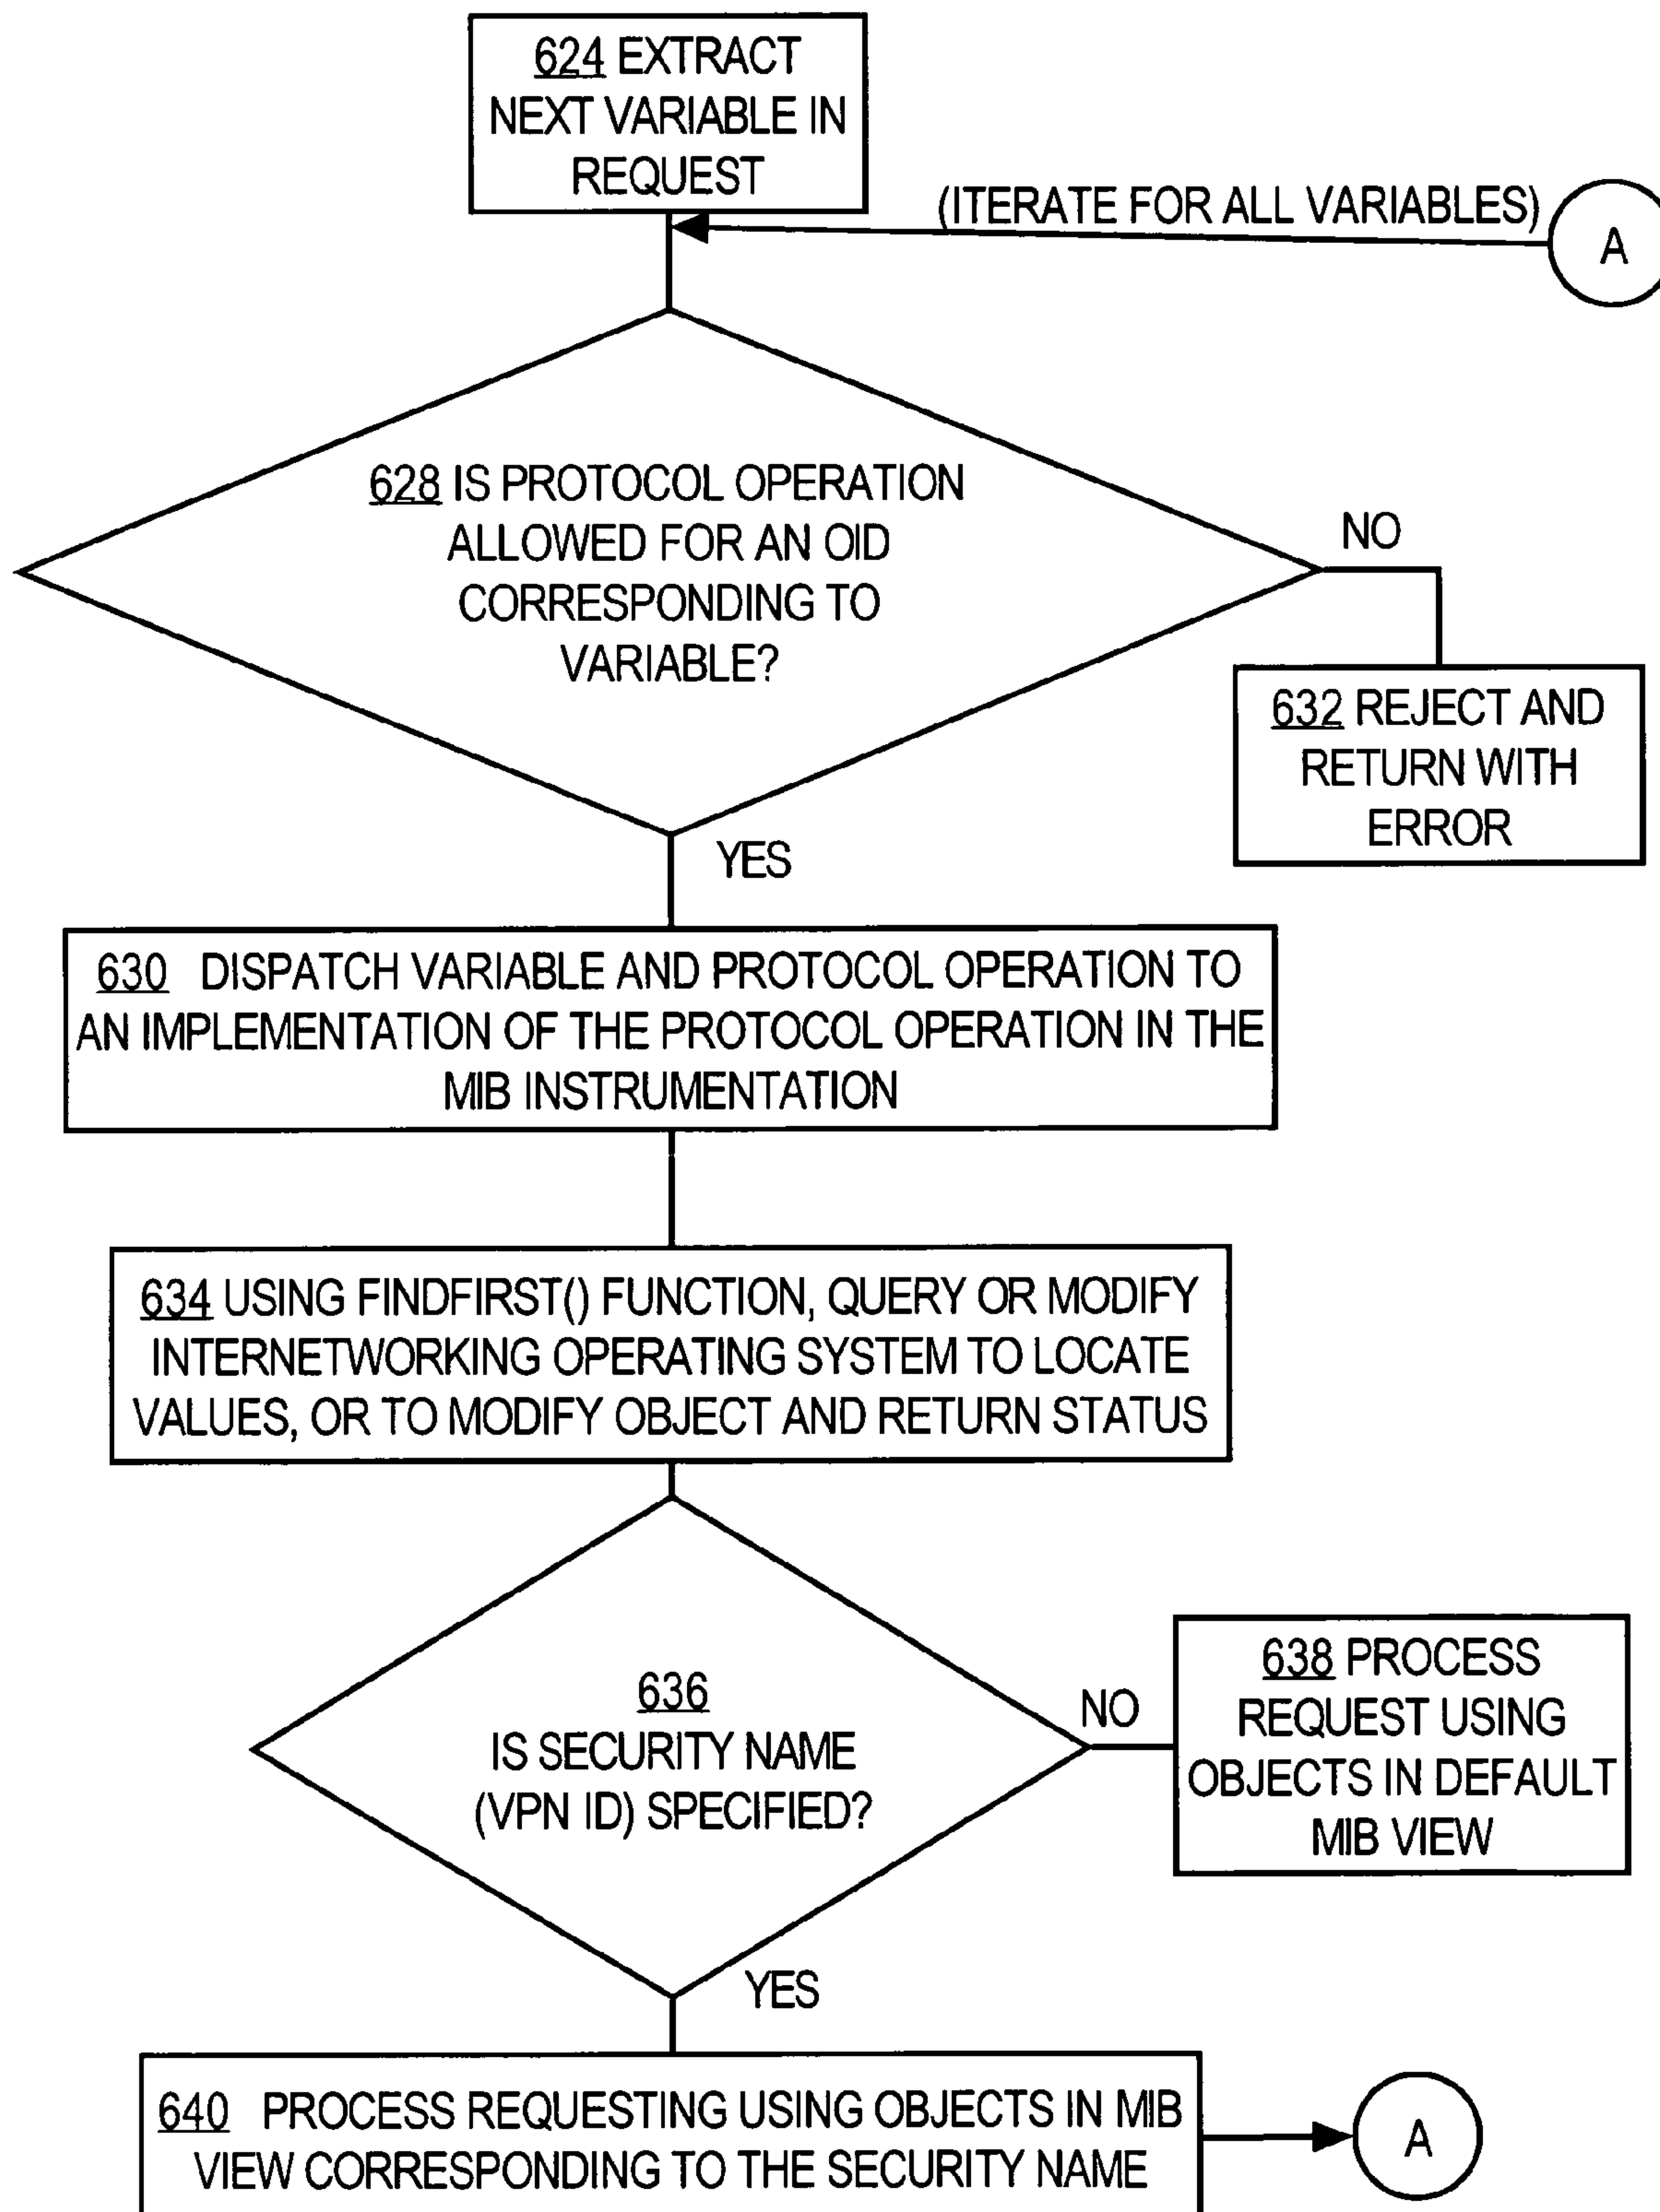 624 EXTRACT
NEXT VARIABLE IN
REQUEST
(ITERATE FOR ALL VARIABLES)
A
628 IS PROTOCOL OPERATION
ALLOWED FOR AN OID
CORRESPONDING TO
VARIABLE?
NO
632 REJECT AND
RETURN WITH
ERROR
YES
630 DISPATCH VARIABLE AND PROTOCOL OPERATION TO
AN IMPLEMENTATION OF THE PROTOCOL OPERATION IN THE
MIB INSTRUMENTATION
634 USING FINDFIRST() FUNCTION, QUERY OR MODIFY
INTERNETWORKING OPERATING SYSTEM TO LOCATE
VALUES, OR TO MODIFY OBJECT AND RETURN STATUS
636
IS SECURITY NAME
(VPN ID) SPECIFIED?
NO
638 PROCESS
REQUEST USING
OBJECTS IN DEFAULT
MIB VIEW
YES
640 PROCESS REQUESTING USING OBJECTS IN MIB
VIEW CORRESPONDING TO THE SECURITY NAME
A